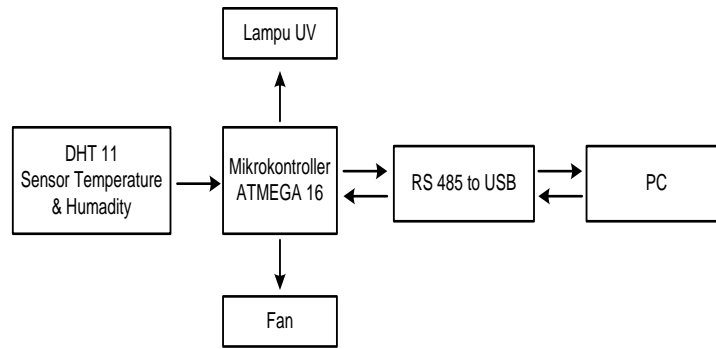 Lampu UV
DHT 11
Sensor Temperature
& Humadity
Mikrokontroller
ATMEGA 16
RS 485 to USB
PC
Fan